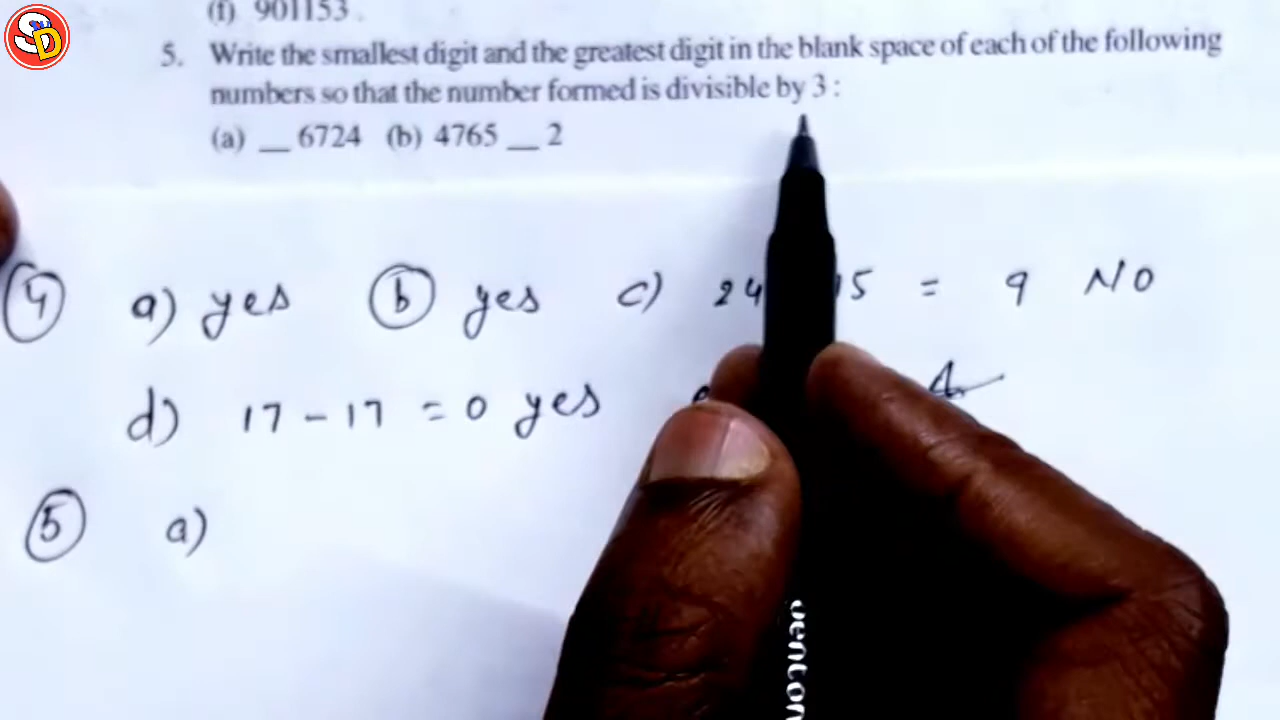 (f) 901153.
SD
5. Write the smallest digit and the greatest digit in the blank space of each of the following
numbers so that the number formed is divisible by 3 :
(a) __ 6724 (b) 4765 __ 2
4 a) yes b yes c) 24 15 = 9 NO
d) 17 - 17 = 0 yes
5 a)